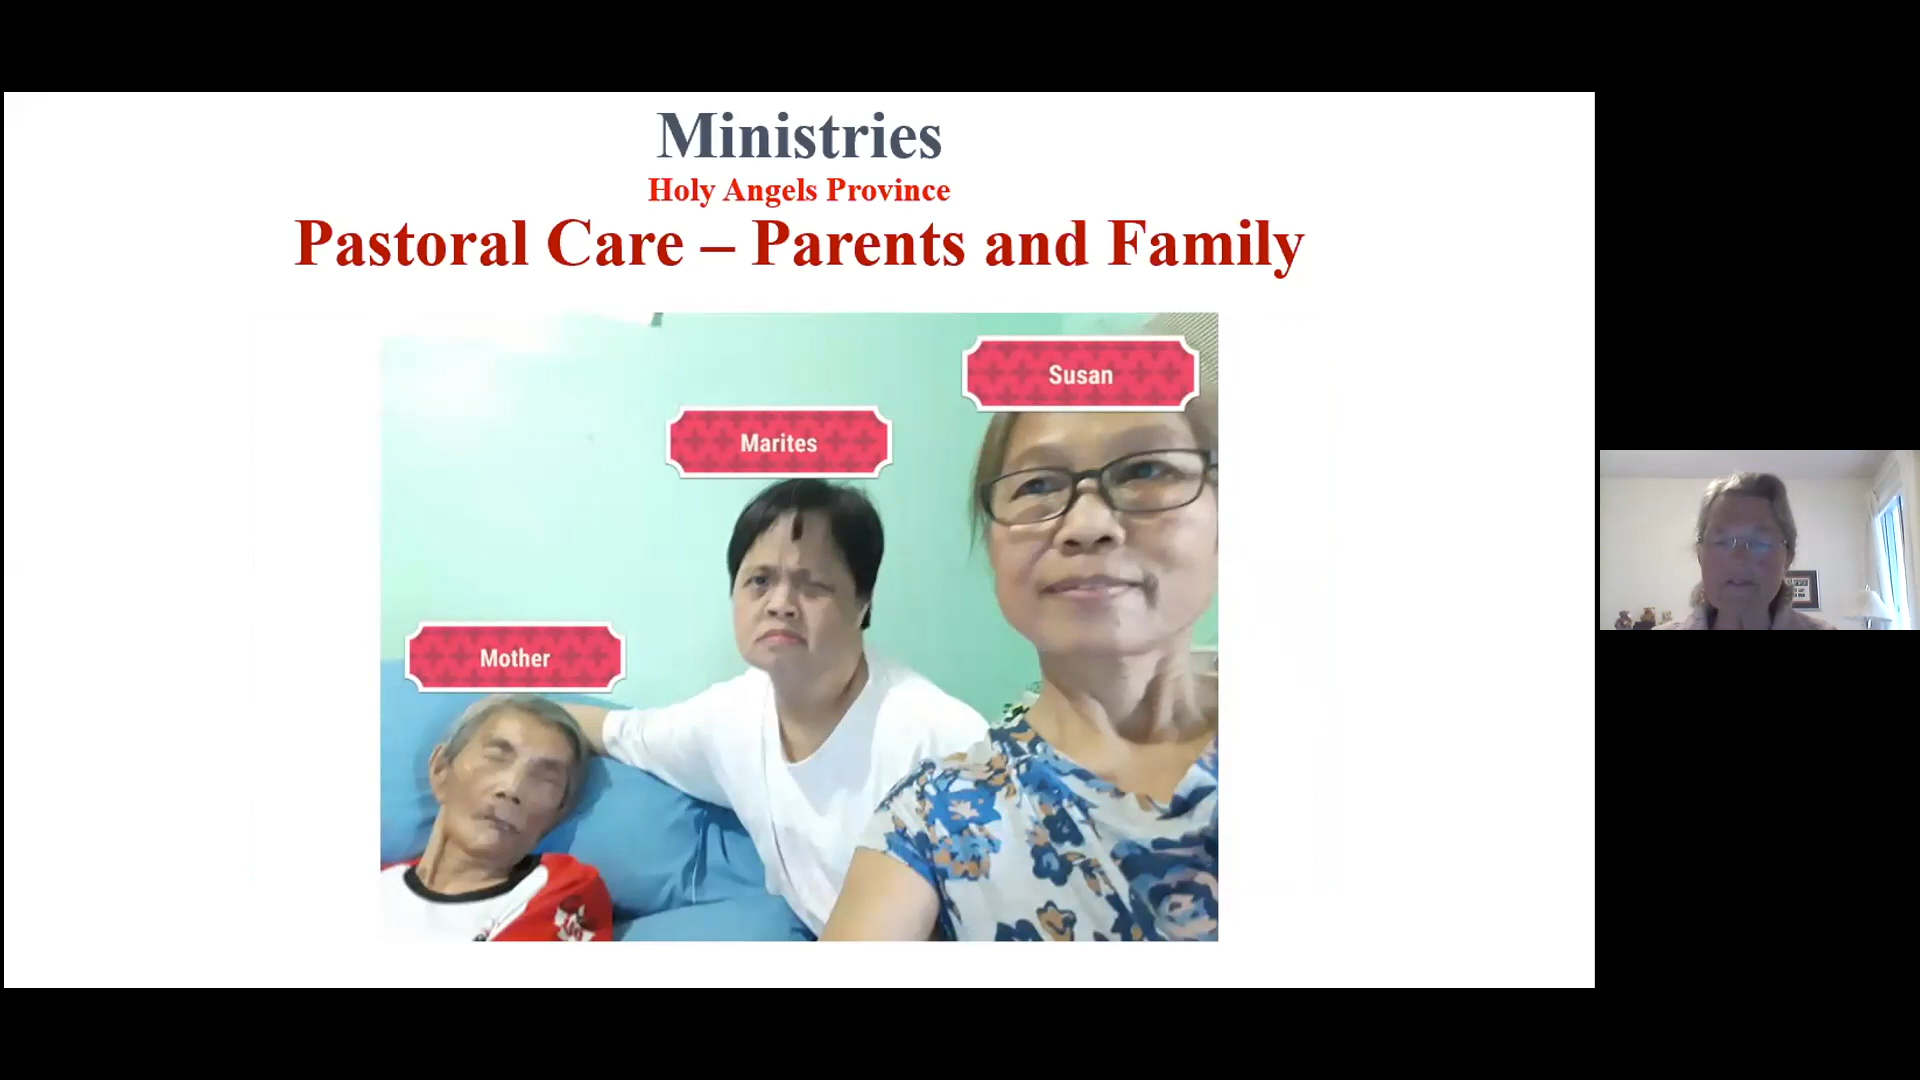 Ministries
Holy Angels Province
Pastoral Care – Parents and Family
Susan
Marites
Mother